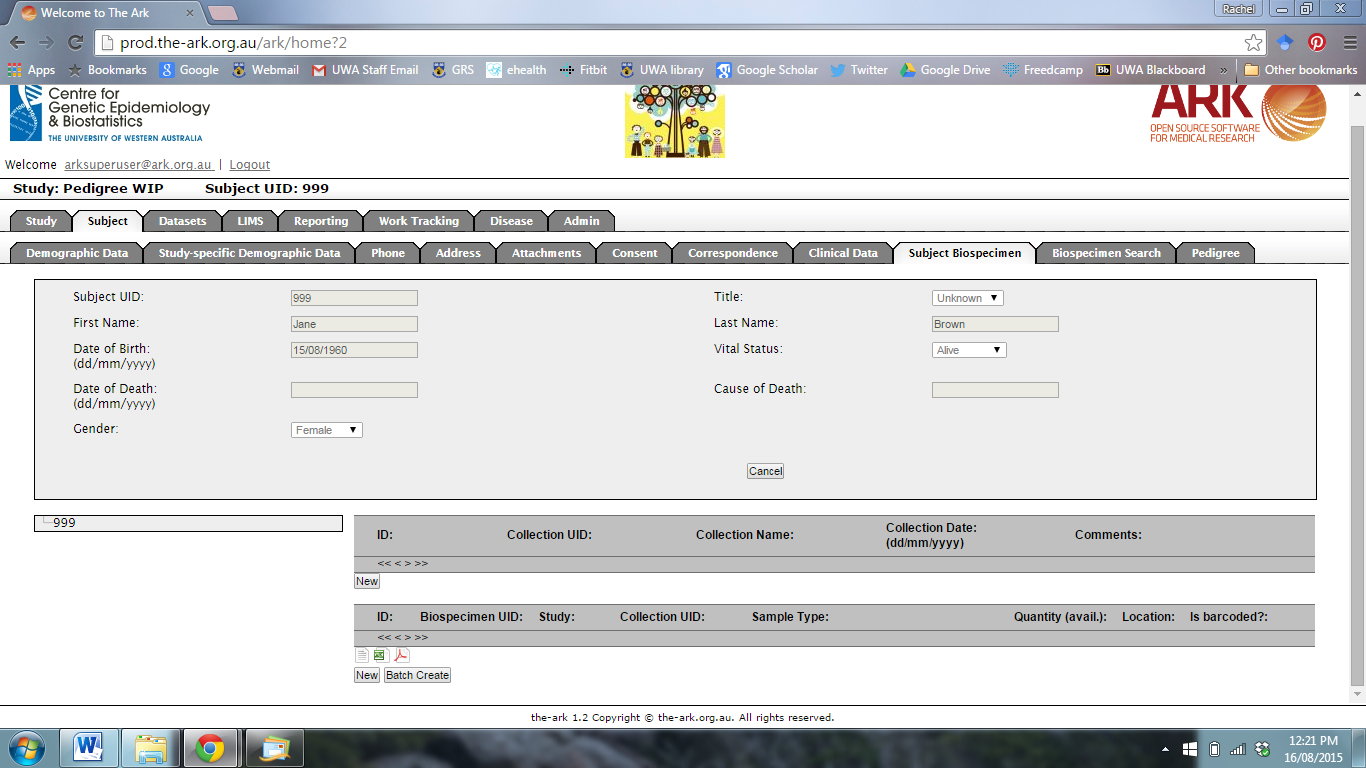 Welcome to The Ark
Rachel
prod.the-ark.org.au/ark/home?2
Apps Bookmarks Google Webmail UWA Staff Email GRS ehealth Fitbit UWA library Google Scholar Twitter Google Drive Freedcamp Bb UWA Blackboard » Other bookmarks
Centre for
Genetic Epidemiology
& Biostatistics
THE UNIVERSITY OF WESTERN AUSTRALIA
ARK
OPEN SOURCE SOFTWARE
FOR MEDICAL RESEARCH
Welcome arksuperuser@ark.org.au | Logout
Study: Pedigree WIP Subject UID: 999
Study Subject Datasets LIMS Reporting Work Tracking Disease Admin
Demographic Data Study-specific Demographic Data Phone Address Attachments Consent Correspondence Clinical Data Subject Biospecimen Biospecimen Search Pedigree
Subject UID: 999 Title: Unknown
First Name: Jane Last Name: Brown
Date of Birth: 15/08/1960 Vital Status: Alive
(dd/mm/yyyy)
Date of Death: Cause of Death:
(dd/mm/yyyy)
Gender: Female
Cancel
999
ID: Collection UID: Collection Name: Collection Date: Comments:
(dd/mm/yyyy)
<< < > >>
New
ID: Biospecimen UID: Study: Collection UID: Sample Type: Quantity (avail.): Location: Is barcoded?:
<< < > >>
New Batch Create
the-ark 1.2 Copyright © the-ark.org.au. All rights reserved.
12:21 PM
16/08/2015